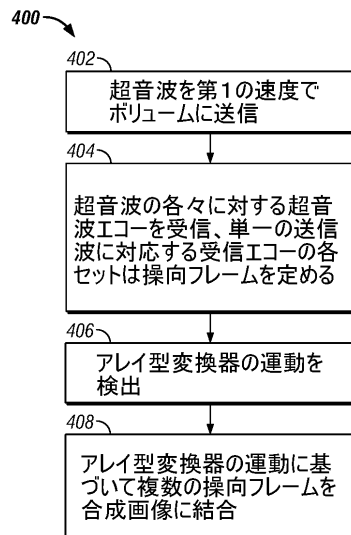 400
402
超音波を第１の速度で
ボリュームに送信
404
超音波の各々に対する超音
波エコーを受信、単一の送信
波に対応する受信エコーの各
セットは操向フレームを定める
406
アレイ型変換器の運動を
検出
408
アレイ型変換器の運動に基
づいて複数の操向フレームを
合成画像に結合